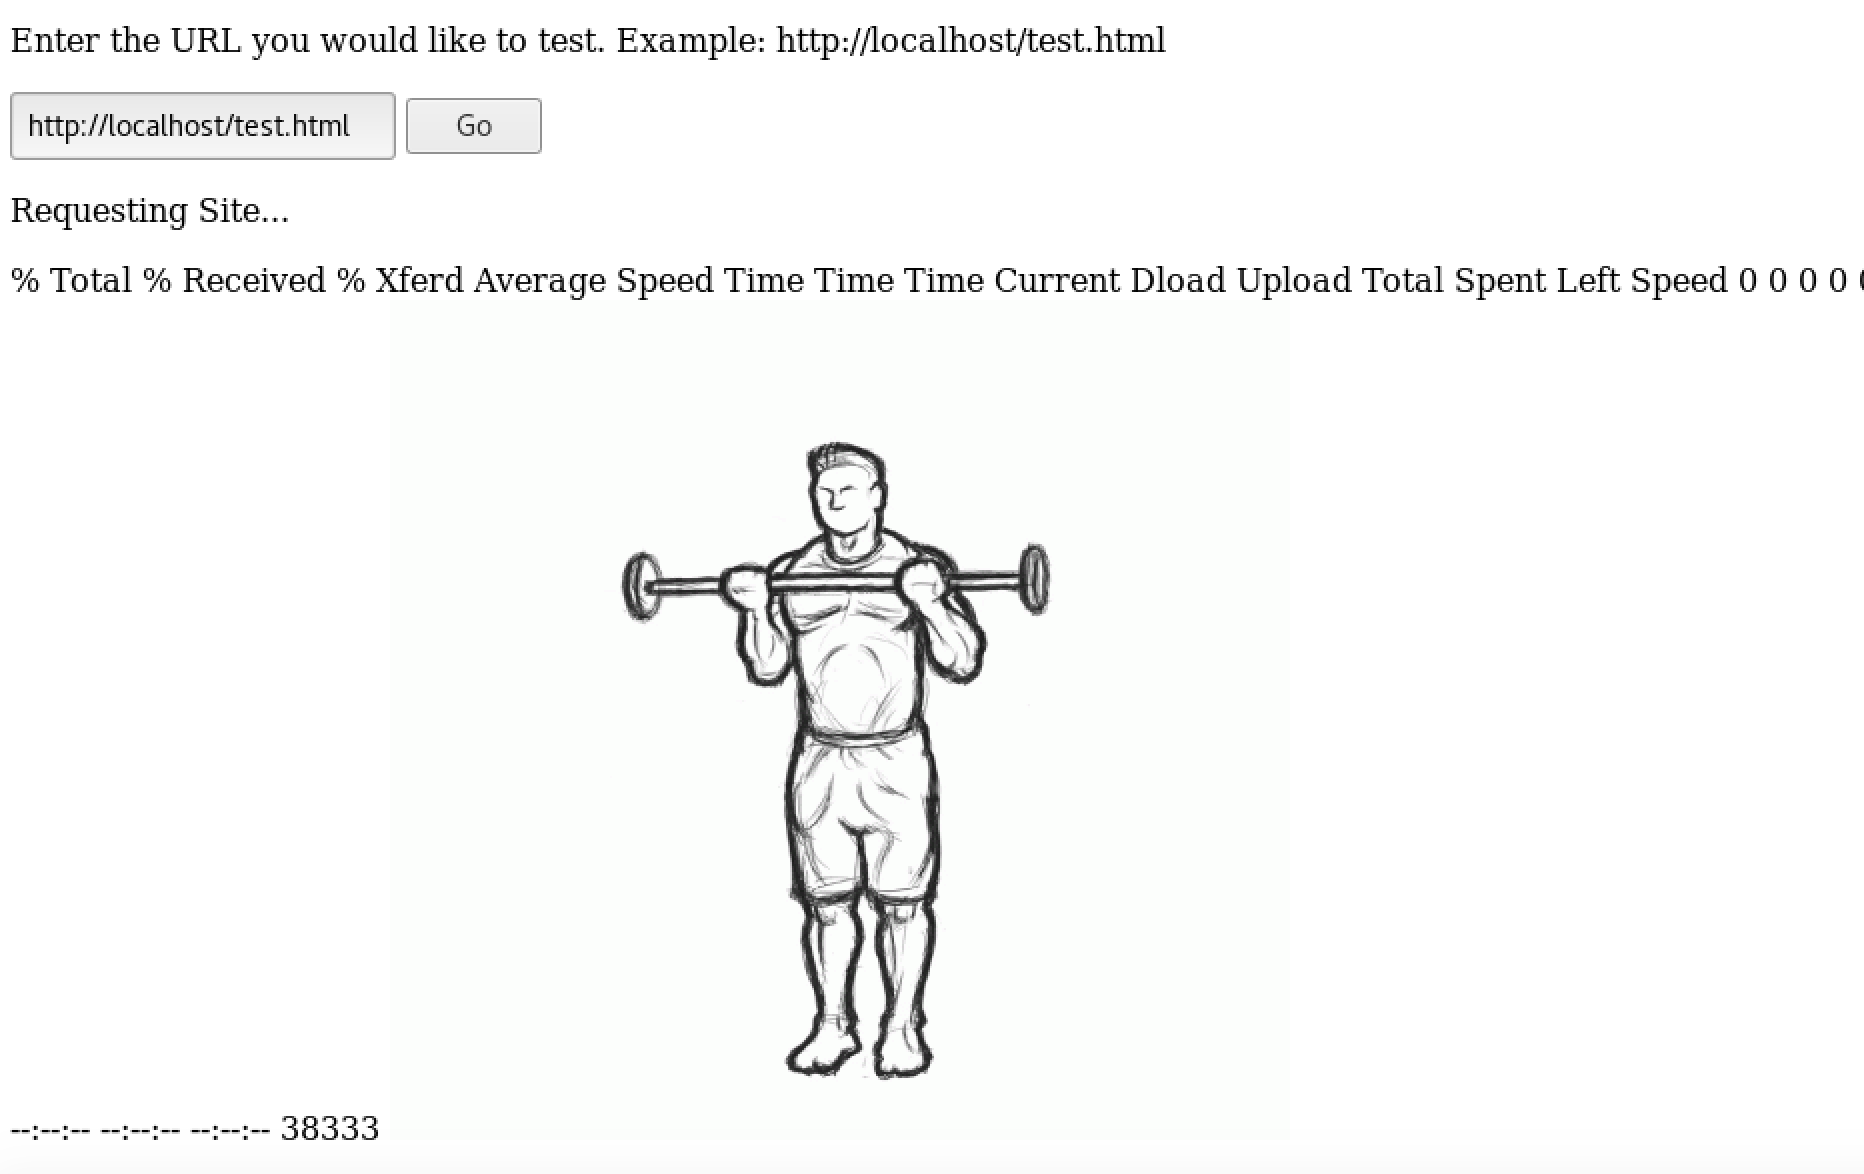 Enter the URL you would like to test. Example: http://localhost/test.html
http://localhost/test.html Go
Requesting Site...
% Total % Received % Xferd Average Speed Time Time Time Current Dload Upload Total Spent Left Speed 0 0 0 0
--:--:-- --:--:-- --:--:-- 38333